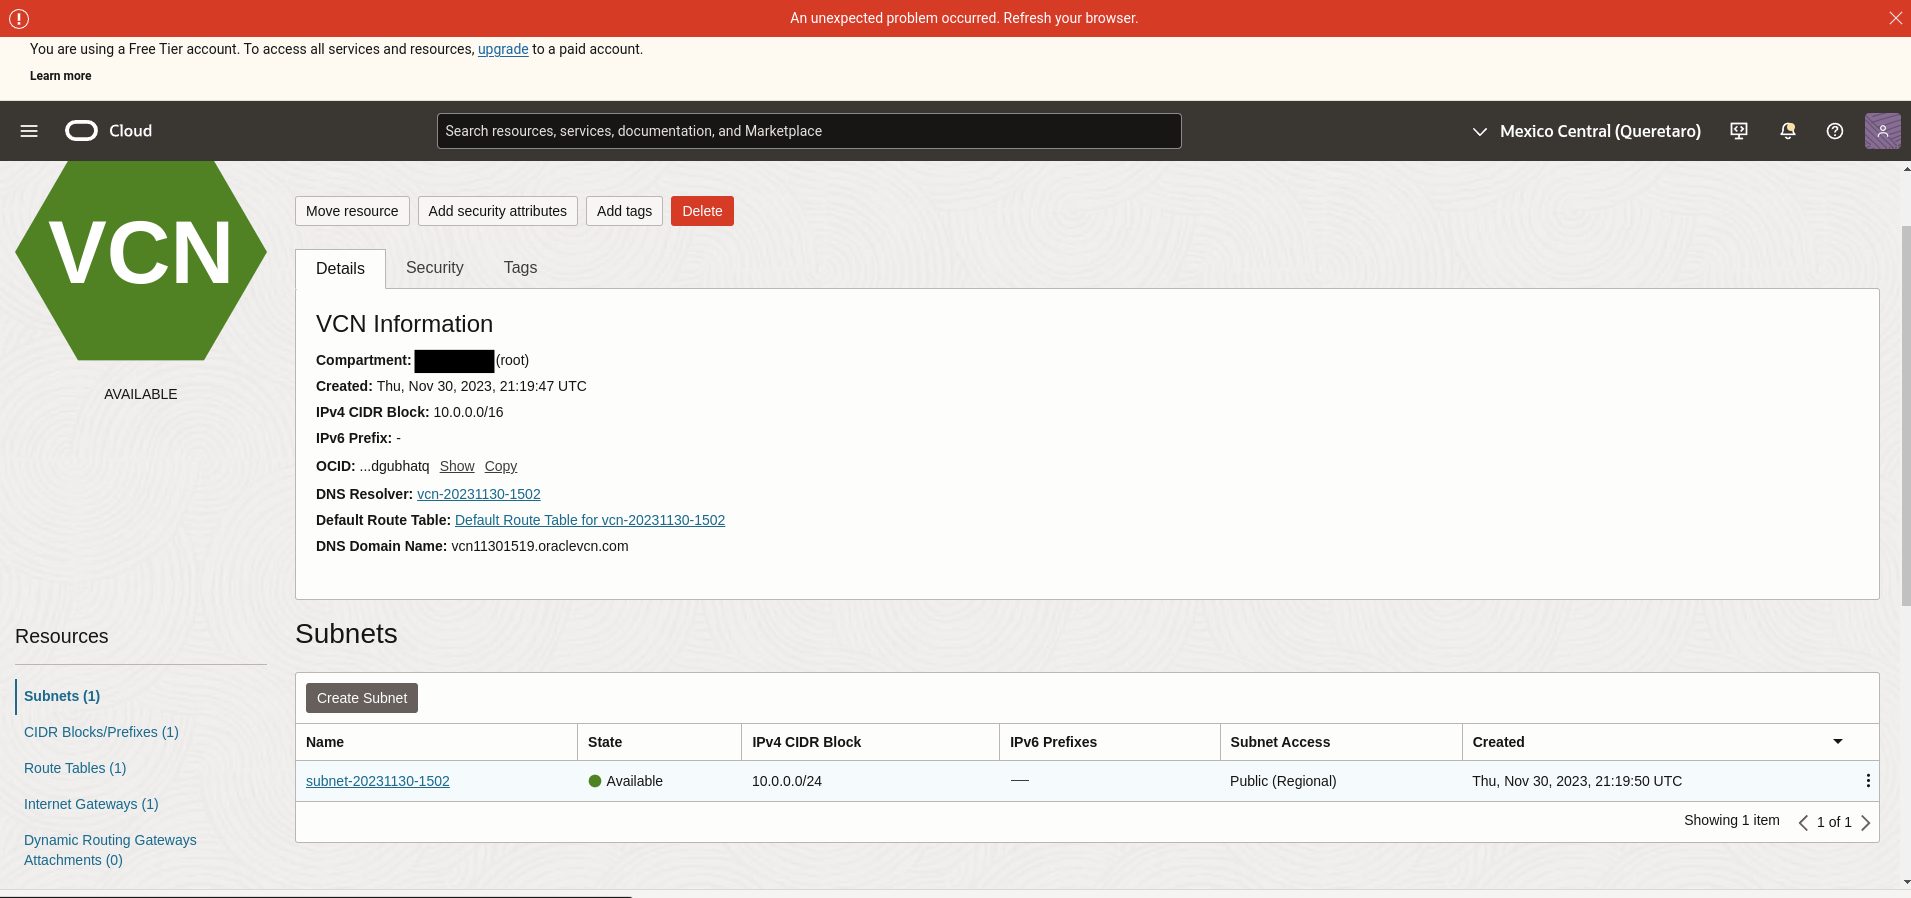 An unexpected problem occurred. Refresh your browser.
You are using a Free Tier account. To access all services and resources, upgrade to a paid account.
Learn more
Cloud
Search resources, services, documentation, and Marketplace
Mexico Central (Queretaro)
VCN
AVAILABLE
Move resource
Add security attributes
Add tags
Delete
Details
Security
Tags
VCN Information
Compartment: (root)
Created: Thu, Nov 30, 2023, 21:19:47 UTC
IPv4 CIDR Block: 10.0.0.0/16
IPv6 Prefix: -
OCID: ...dgubhatq Show Copy
DNS Resolver: vcn-20231130-1502
Default Route Table: Default Route Table for vcn-20231130-1502
DNS Domain Name: vcn11301519.oraclevcn.com
Resources
Subnets (1)
CIDR Blocks/Prefixes (1)
Route Tables (1)
Internet Gateways (1)
Dynamic Routing Gateways
Attachments (0)
Subnets
Create Subnet
Name State IPv4 CIDR Block IPv6 Prefixes Subnet Access Created
subnet-20231130-1502 Available 10.0.0.0/24 — Public (Regional) Thu, Nov 30, 2023, 21:19:50 UTC
Showing 1 item 1 of 1